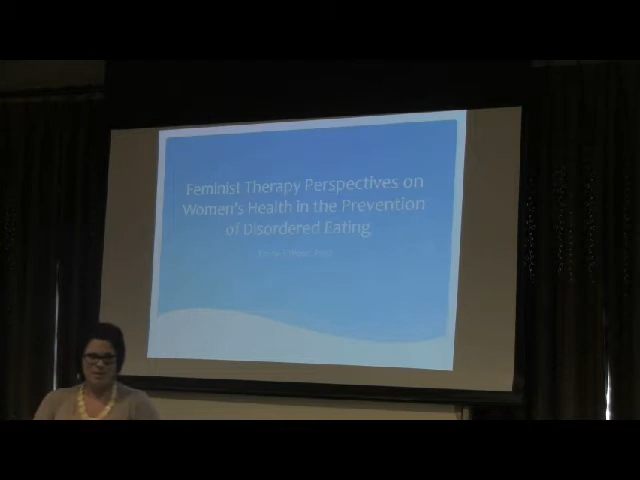 Feminist Therapy Perspectives on
Women's Health in the Prevention
of Disordered Eating